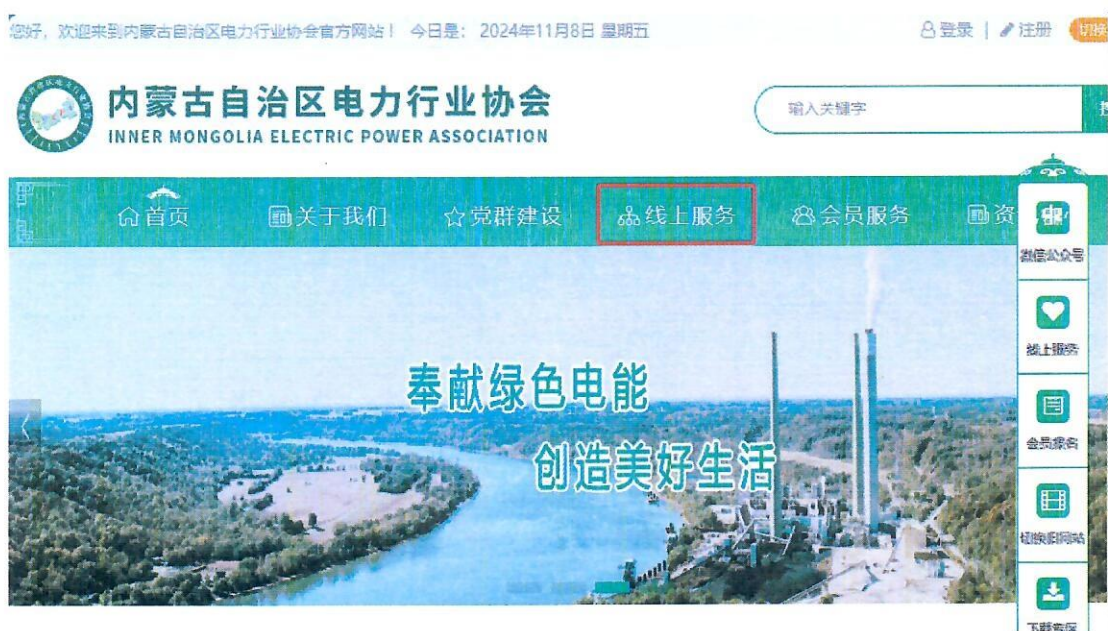 您好，欢迎来到内蒙古自治区电力行业协会官方网站！ 今日是： 2024年11月8日 星期五
登录 | 注册 切换
内蒙古自治区电力行业协会
INNER MONGOLIA ELECTRIC POWER ASSOCIATION
输入关键字
首页 关于我们 党群建设 线上服务 会员服务 资
微信公众号
线上服务
会员报名
切换旧网站
奉献绿色电能
创造美好生活